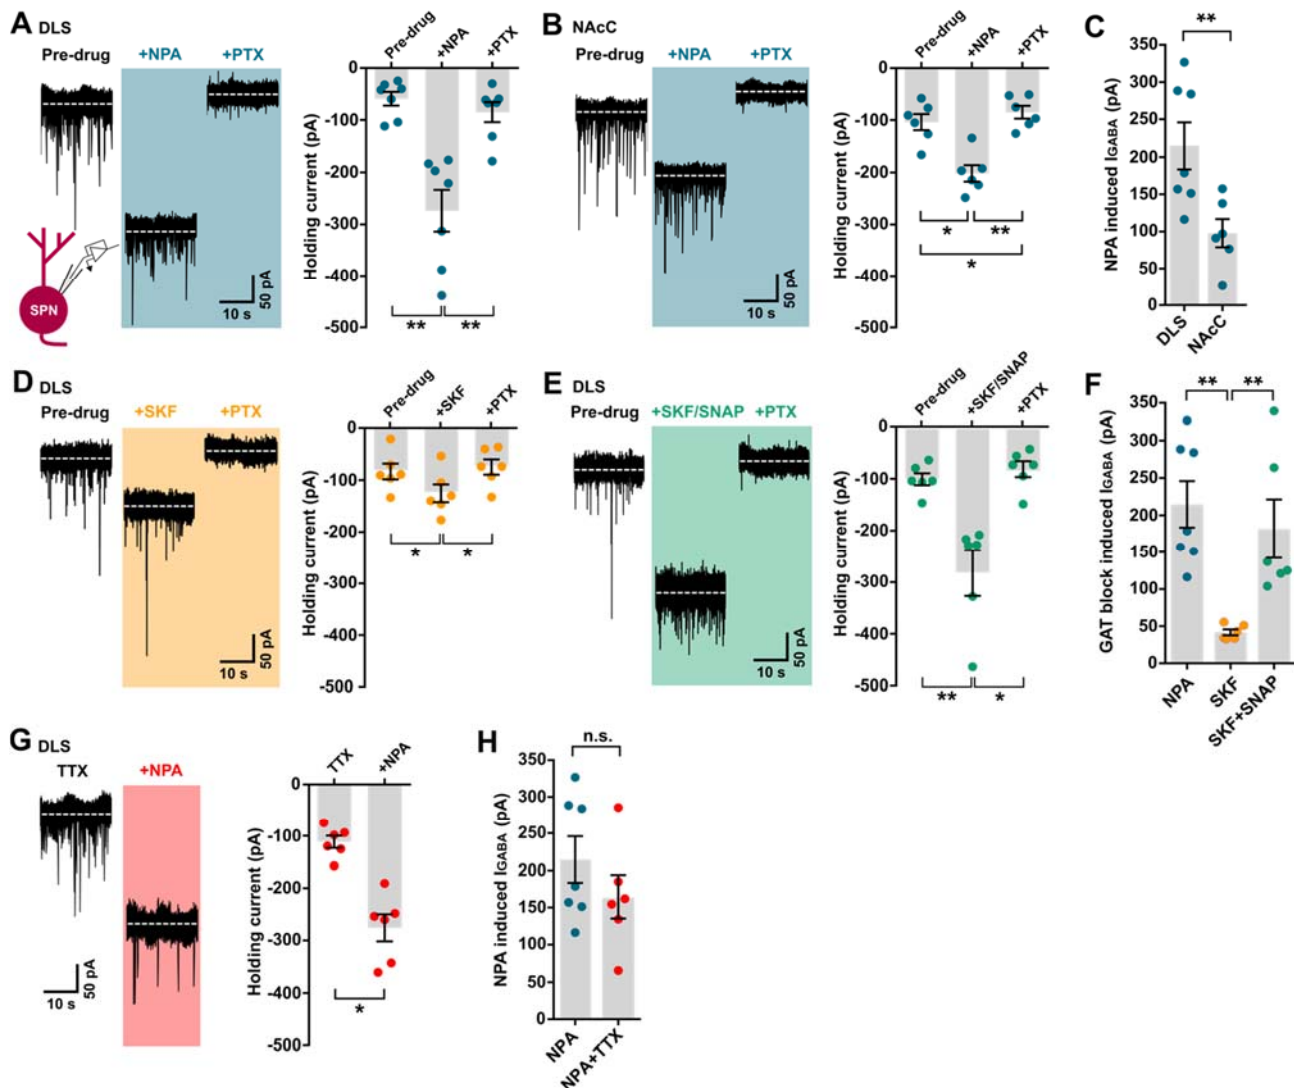 A DLS
Pre-drug +NPA +PTX
10 s
50 pA
SPN
Pre-drug +NPA +PTX
Holding current (pA)
0
-100
-200
-300
-400
-500
** **
B NAcC
Pre-drug +NPA +PTX
10 s
50 pA
Pre-drug +NPA +PTX
Holding current (pA)
0
-100
-200
-300
-400
-500
* **
*
C
**
NPA induced IGABA (pA)
350
300
250
200
150
100
50
0
DLS NAcC
D DLS
Pre-drug +SKF +PTX
10 s
50 pA
Pre-drug +SKF +PTX
Holding current (pA)
0
-100
-200
-300
-400
-500
* *
E DLS
Pre-drug +SKF/SNAP +PTX
10 s
50 pA
Pre-drug +SKF/SNAP +PTX
Holding current (pA)
0
-100
-200
-300
-400
-500
** *
F
** **
GAT block induced IGABA (pA)
350
300
250
200
150
100
50
0
NPA SKF SKF+SNAP
G DLS
TTX +NPA
10 s
50 pA
TTX +NPA
Holding current (pA)
0
-100
-200
-300
-400
-500
*
H
n.s.
NPA induced IGABA (pA)
350
300
250
200
150
100
50
0
NPA NPA+TTX